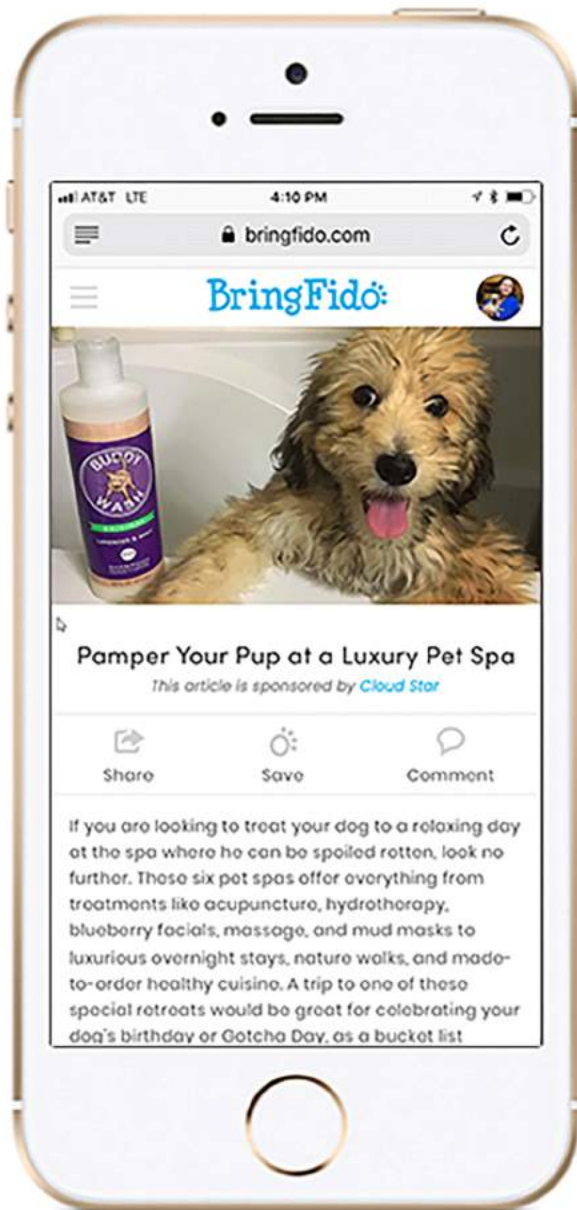 AT&T LTE 4:10 PM
bringfido.com
BringFido
BUDDY
WASH
ORIGINAL
LAVENDER & MINT
Pamper Your Pup at a Luxury Pet Spa
This article is sponsored by Cloud Star
Share Save Comment
If you are looking to treat your dog to a relaxing day
at the spa where he can be spoiled rotten, look no
further. These six pet spas offer everything from
treatments like acupuncture, hydrotherapy,
blueberry facials, massage, and mud masks to
luxurious overnight stays, nature walks, and made-
to-order healthy cuisine. A trip to one of these
special retreats would be great for celebrating your
dog's birthday or Gotcha Day, as a bucket list